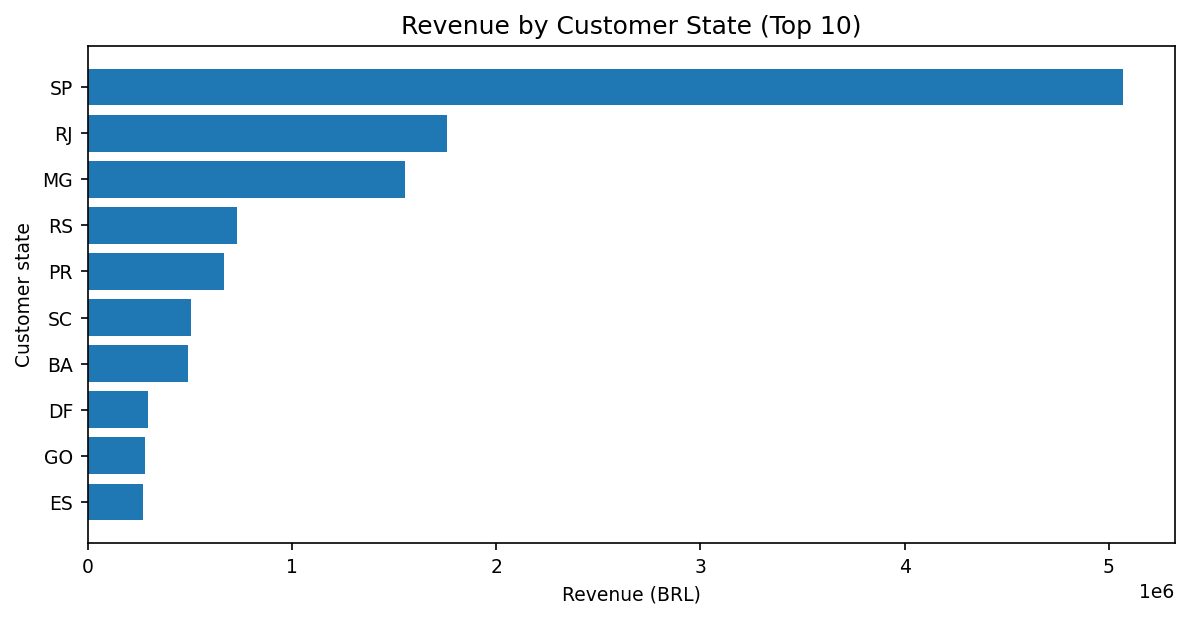 Revenue by Customer State (Top 10)
Customer state
SP
RJ
MG
RS
PR
SC
BA
DF
GO
ES
0 1 2 3 4 5
1e6
Revenue (BRL)